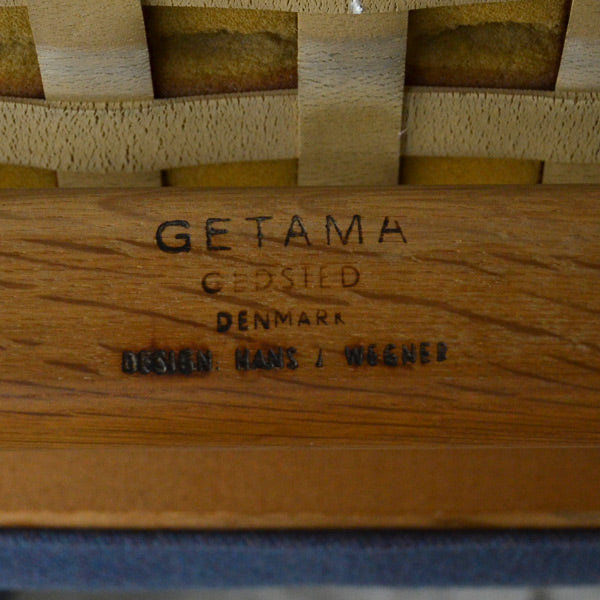 GETAMA
GEDSTED
DENMARK
DESIGN. HANS J WEGNER